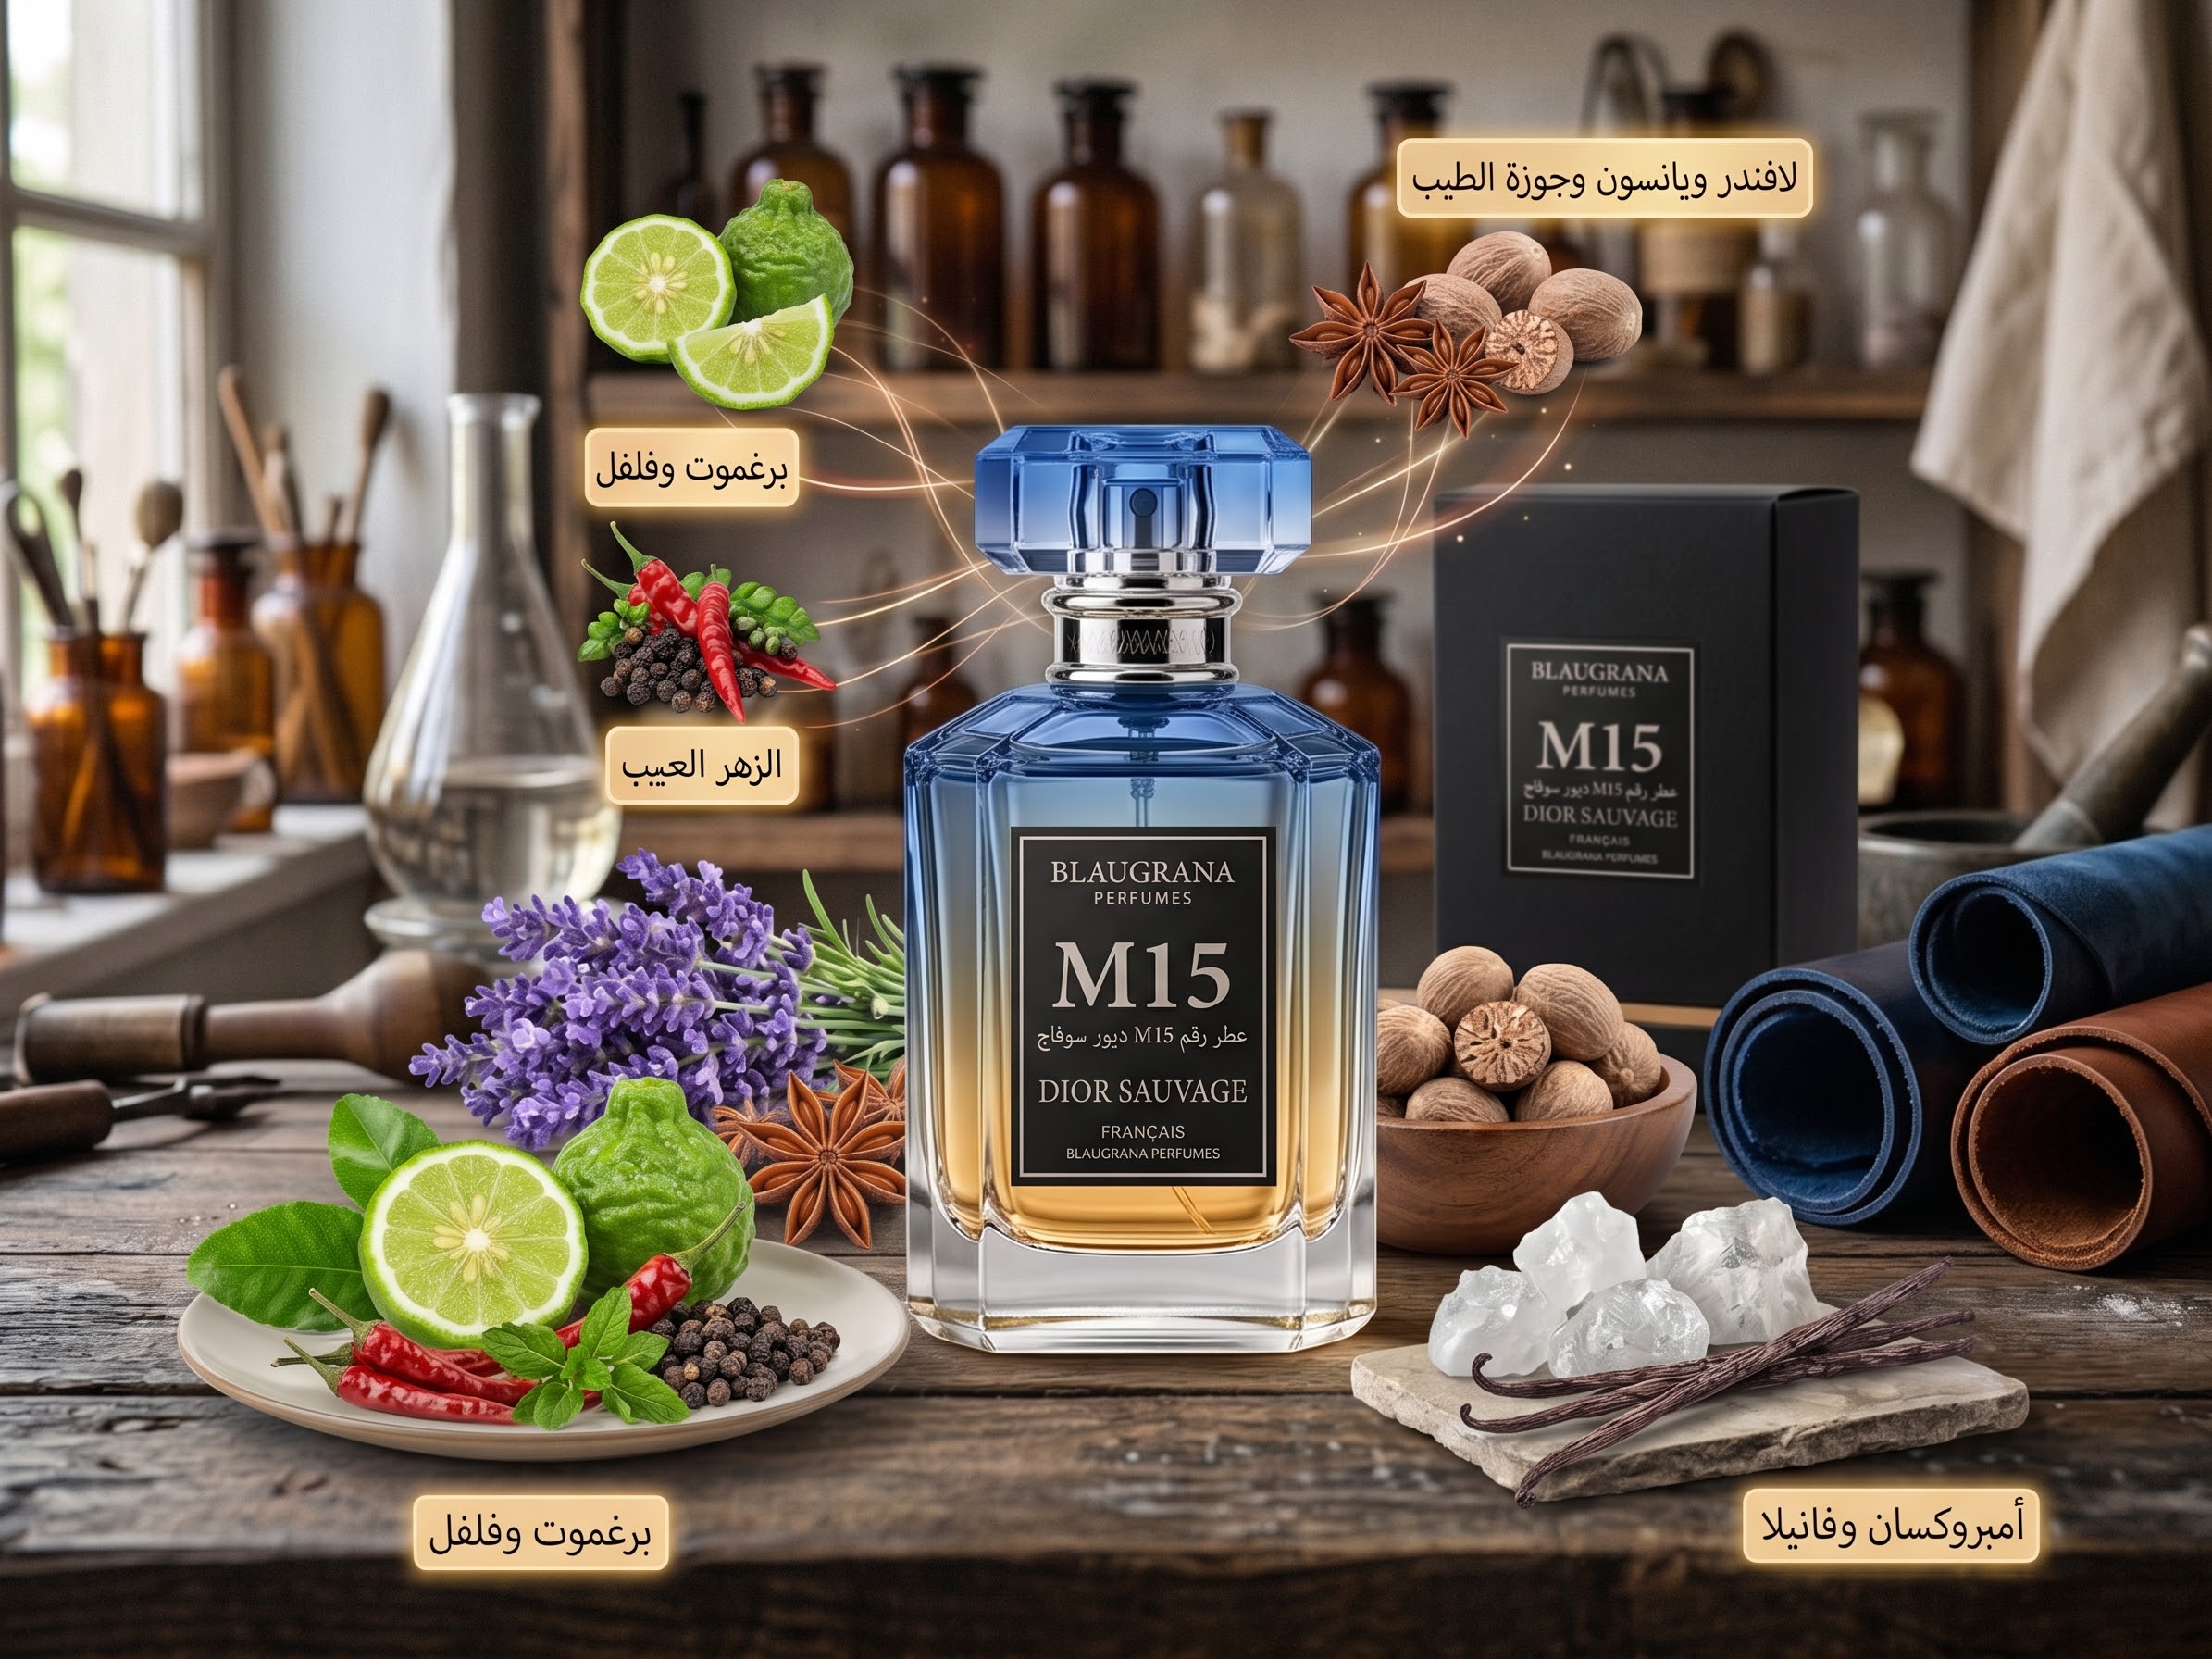 لافندر ويانسون وجوزة الطيب
برغموت وفلفل
الزهر العيبب
BLAUGRANA
PERFUMES
M15
عطر رقم M15 ديور سوفاج
DIOR SAUVAGE
FRANÇAIS
BLAUGRANA PERFUMES
BLAUGRANA
PERFUMES
M15
عطر رقم M15 ديور سوفاج
DIOR SAUVAGE
FRANÇAIS
BLAUGRANA PERFUMES
برغموت وفلفل
أمبروكسان وفانيلا